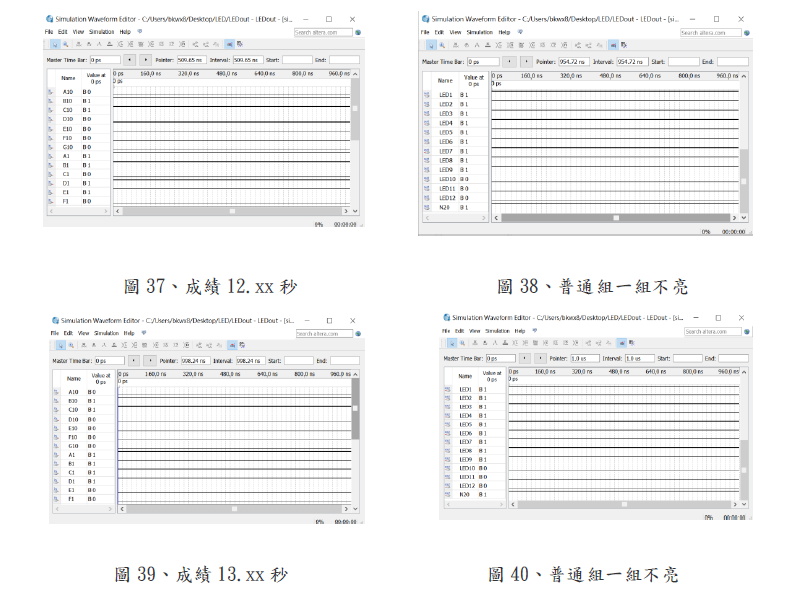 Simulation Waveform Editor - C:/Users/bkwx8/Desktop/LED/LEDout - LEDout - [si...
File Edit View Simulation Help
Search altera.com
Master Time Bar: 0 ps Pointer: 509.65 ns Interval: 509.65 ns Start: End:
Name Value at 0 ps
0 ps 160,0 ns 320,0 ns 480,0 ns 640,0 ns 800,0 ns 960,0 ns
0 ps
A10 B 0
B10 B 1
C10 B 1
D10 B 0
E10 B 0
F10 B 0
G10 B 0
A1 B 1
B1 B 1
C1 B 0
D1 B 1
E1 B 1
F1 B 0
0% 00:00:00
圖 37、成績 12.xx 秒
Simulation Waveform Editor - C:/Users/bkwx8/Desktop/LED/LEDout - LEDout - [si...
File Edit View Simulation Help
Search altera.com
Master Time Bar: 0 ps Pointer: 954.72 ns Interval: 954.72 ns Start: End:
Name Value at 0 ps
0 ps 160,0 ns 320,0 ns 480,0 ns 640,0 ns 800,0 ns 960,0 ns
0 ps
LED1 B 1
LED2 B 1
LED3 B 1
LED4 B 1
LED5 B 1
LED6 B 1
LED7 B 1
LED8 B 1
LED9 B 1
LED10 B 0
LED11 B 0
LED12 B 0
N20 B 1
0% 00:00:00
圖 38、普通組一組不亮
Simulation Waveform Editor - C:/Users/bkwx8/Desktop/LED/LEDout - LEDout - [si...
File Edit View Simulation Help
Search altera.com
Master Time Bar: 0 ps Pointer: 998.24 ns Interval: 998.24 ns Start: End:
Name Value at 0 ps
0 ps 160,0 ns 320,0 ns 480,0 ns 640,0 ns 800,0 ns 960,0 ns
0 ps
A10 B 0
B10 B 1
C10 B 1
D10 B 0
E10 B 0
F10 B 0
G10 B 0
A1 B 1
B1 B 1
C1 B 1
D1 B 1
E1 B 0
F1 B 0
0% 00:00:00
圖 39、成績 13.xx 秒
Simulation Waveform Editor - C:/Users/bkwx8/Desktop/LED/LEDout - LEDout - [si...
File Edit View Simulation Help
Search altera.com
Master Time Bar: 0 ps Pointer: 1.0 us Interval: 1.0 us Start: End:
Name Value at 0 ps
0 ps 160,0 ns 320,0 ns 480,0 ns 640,0 ns 800,0 ns 960,0 ns
0 ps
LED1 B 1
LED2 B 1
LED3 B 1
LED4 B 1
LED5 B 1
LED6 B 1
LED7 B 1
LED8 B 1
LED9 B 1
LED10 B 0
LED11 B 0
LED12 B 0
N20 B 1
0% 00:00:00
圖 40、普通組一組不亮